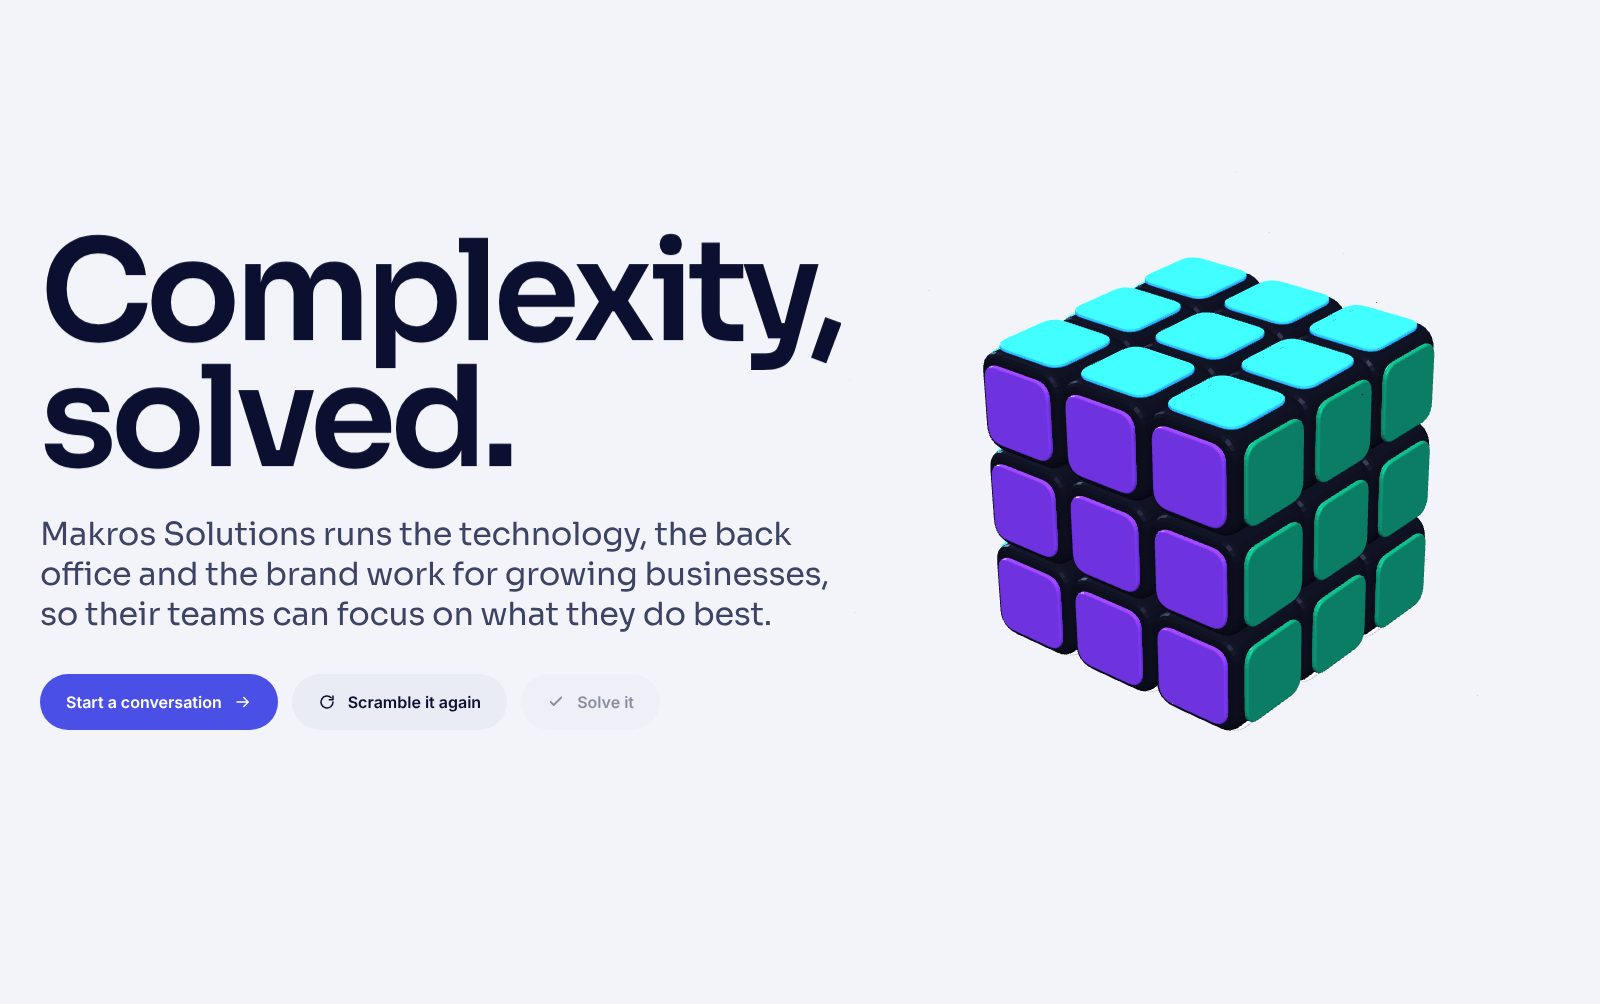 Complexity,
solved.
Makros Solutions runs the technology, the back
office and the brand work for growing businesses,
so their teams can focus on what they do best.
Start a conversation
Scramble it again
Solve it